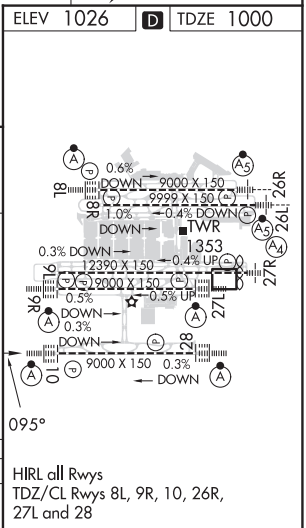 ELEV 1026 D TDZE 1000
A
P
0.6%
A5
DOWN
9000 X 150
8L
26R
8R
9999 X 150
P
1.0%
0.4% DOWN
P
26L
DOWN
TWR
1353
A5
A4
0.3% DOWN
0.4% UP
P
12390 X 150
9L
27R
P
P
9000 X 150
P
9R
0.5%
0.5% UP
27L
A
DOWN
A
0.3%
DOWN
P
28
9000 X 150
0.3%
A
10
P
DOWN
A
095°
HIRL all Rwys
TDZ/CL Rwys 8L, 9R, 10, 26R,
27L and 28